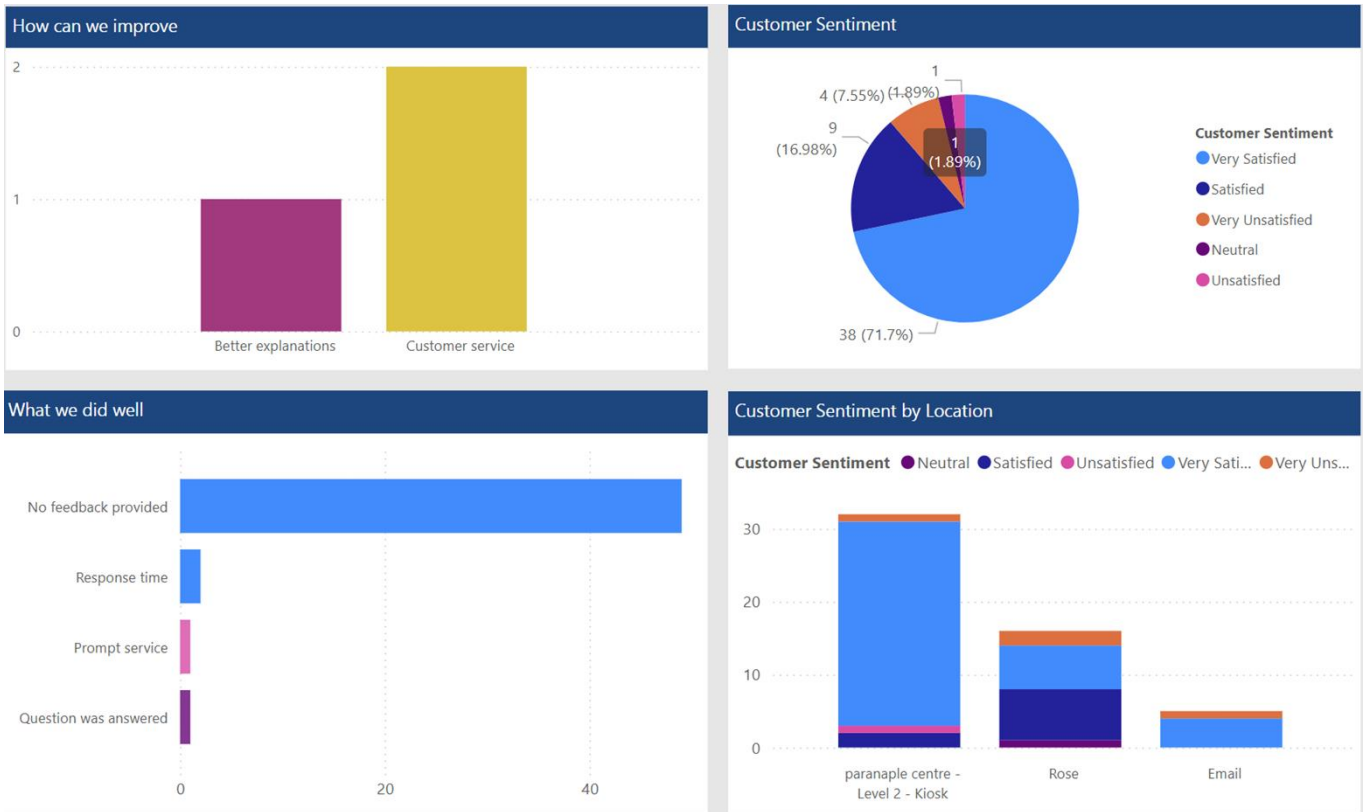 How can we improve
2
1
0
Better explanations
Customer service
Customer Sentiment
1
(1.89%)
4 (7.55%)
9
(16.98%)
1
(1.89%)
38 (71.7%)
Customer Sentiment
Very Satisfied
Satisfied
Very Unsatisfied
Neutral
Unsatisfied
What we did well
No feedback provided
Response time
Prompt service
Question was answered
0
20
40
Customer Sentiment by Location
Customer Sentiment Neutral Satisfied Unsatisfied Very Sati... Very Uns...
30
20
10
0
paranaple centre -
Level 2 - Kiosk
Rose
Email